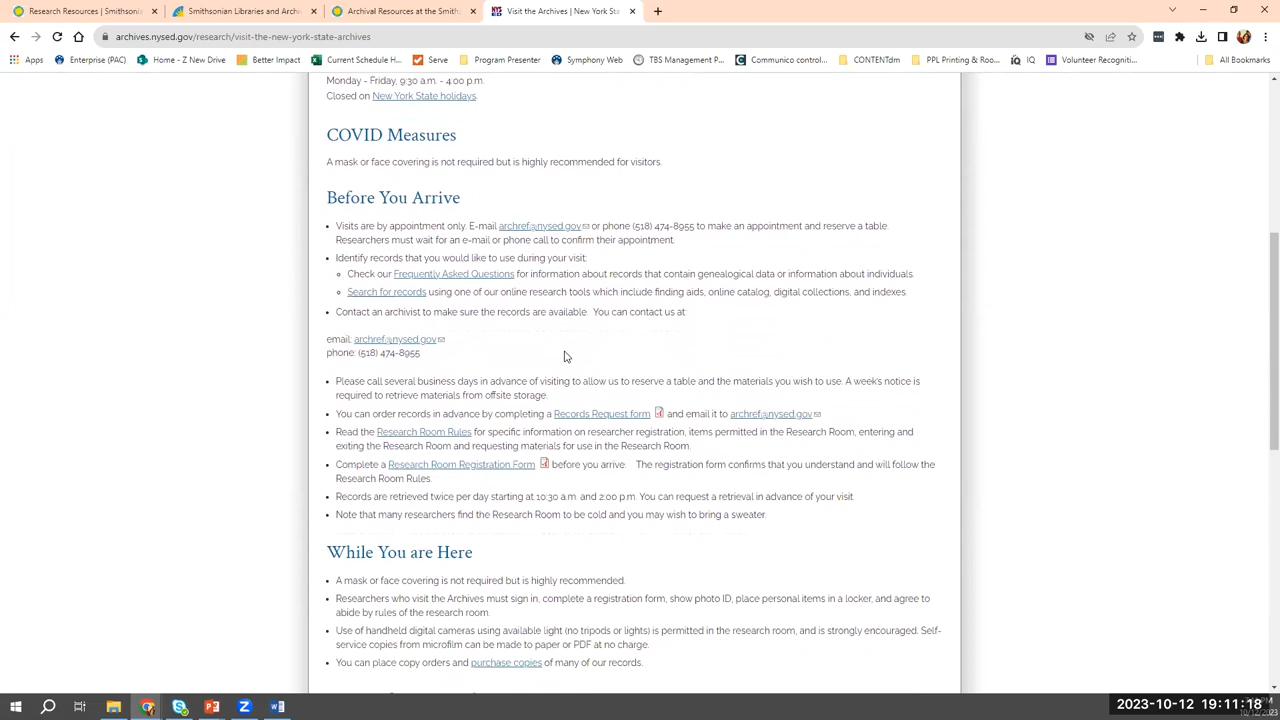 Research Resources | Smithsonia
Smithsonian Libraries and Archiv
Archival Resources at the Smiths
Visit the Archives | New York Sta
archives.nysed.gov/research/visit-the-new-york-state-archives
Apps
Enterprise (PAC)
Home - Z New Drive
Better Impact
Current Schedule H...
Serve
Program Presenter
Symphony Web
TBS Management P...
Communico control...
CONTENTdm
PPL Printing & Roo...
IQ
Volunteer Recogniti...
All Bookmarks
Monday - Friday, 9:30 a.m. - 4:00 p.m.
Closed on New York State holidays.
COVID Measures
A mask or face covering is not required but is highly recommended for visitors.
Before You Arrive
• Visits are by appointment only. E-mail archref@nysed.gov or phone (518) 474-8955 to make an appointment and reserve a table.
Researchers must wait for an e-mail or phone call to confirm their appointment.
• Identify records that you would like to use during your visit:
Check our Frequently Asked Questions for information about records that contain genealogical data or information about individuals.
Search for records using one of our online research tools which include finding aids, online catalog, digital collections, and indexes.
• Contact an archivist to make sure the records are available. You can contact us at:
email: archref@nysed.gov
phone: (518) 474-8955
• Please call several business days in advance of visiting to allow us to reserve a table and the materials you wish to use. A week's notice is
required to retrieve materials from offsite storage.
• You can order records in advance by completing a Records Request form and email it to archref@nysed.gov
• Read the Research Room Rules for specific information on researcher registration, items permitted in the Research Room, entering and
exiting the Research Room and requesting materials for use in the Research Room.
• Complete a Research Room Registration Form before you arrive. The registration form confirms that you understand and will follow the
Research Room Rules.
• Records are retrieved twice per day starting at 10:30 a.m. and 2:00 p.m. You can request a retrieval in advance of your visit.
• Note that many researchers find the Research Room to be cold and you may wish to bring a sweater.
While You are Here
• A mask or face covering is not required but is highly recommended.
• Researchers who visit the Archives must sign in, complete a registration form, show photo ID, place personal items in a locker, and agree to
abide by rules of the research room.
• Use of handheld digital cameras using available light (no tripods or lights) is permitted in the research room, and is strongly encouraged. Self-
service copies from microfilm can be made to paper or PDF at no charge.
• You can place copy orders and purchase copies of many of our records.
2023-10-12 19:11:18
10/12/2023